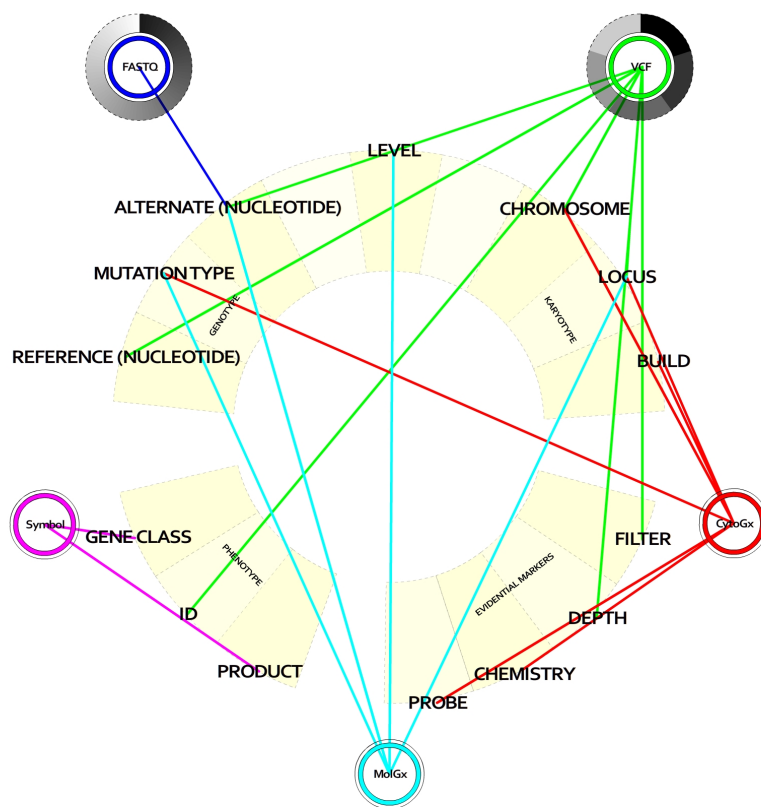 FASTQ
VCF
LEVEL
ALTERNATE (NUCLEOTIDE)
CHROMOSOME
MUTATION TYPE
LOCUS
GENOTYPE
KARYOTYPE
REFERENCE (NUCLEOTIDE)
BUILD
Symbol
GENE CLASS
CytoGx
FILTER
PHENOTYPE
EVIDENTIAL MARKERS
ID
DEPTH
PRODUCT
CHEMISTRY
PROBE
MolGx